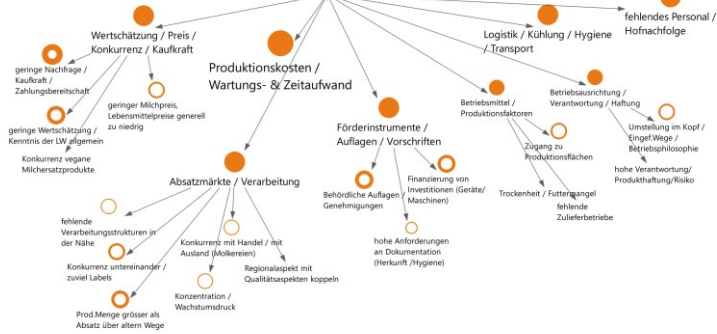 fehlendes Personal /
Hofnachfolge
Wertschätzung / Preis /
Konkurrenz / Kaufkraft
Logistik / Kühlung / Hygiene
/ Transport
Produktionskosten /
Wartungs- & Zeitaufwand
geringe Nachfrage /
Kaufkraft /
Zahlungsbereitschaft
geringer Milchpreis,
Lebensmittelpreise generell
zu niedrig
geringe Wertschätzung /
Kenntnis der LW allgemein
Konkurrenz vegane
Milchersatzprodukte
Betriebsmittel /
Produktionsfaktoren
Betriebsausrichtung /
Verantwortung / Haftung
Förderinstrumente /
Auflagen / Vorschriften
Zugang zu
Produktionsflächen
Umstellung im Kopf /
Eingef.Wege /
Betriebsphilosophie
hohe Verantwortung/
Produkthaftung/Risiko
Trockenheit / Futtermangel
fehlende
Zulieferbetriebe
Absatzmärkte / Verarbeitung
Behördliche Auflagen /
Genehmigungen
Finanzierung von
Investitionen (Geräte/
Maschinen)
hohe Anforderungen
an Dokumentation
(Herkunft /Hygiene)
fehlende
Verarbeitungsstrukturen in
der Nähe
Konkurrenz mit Handel / mit
Ausland (Molkereien)
Konkurrenz untereinander /
zuviel Labels
Regionalaspekt mit
Qualitätsaspekten koppeln
Konzentration /
Wachstumsdruck
Prod.Menge grösser als
Absatz über altern Wege